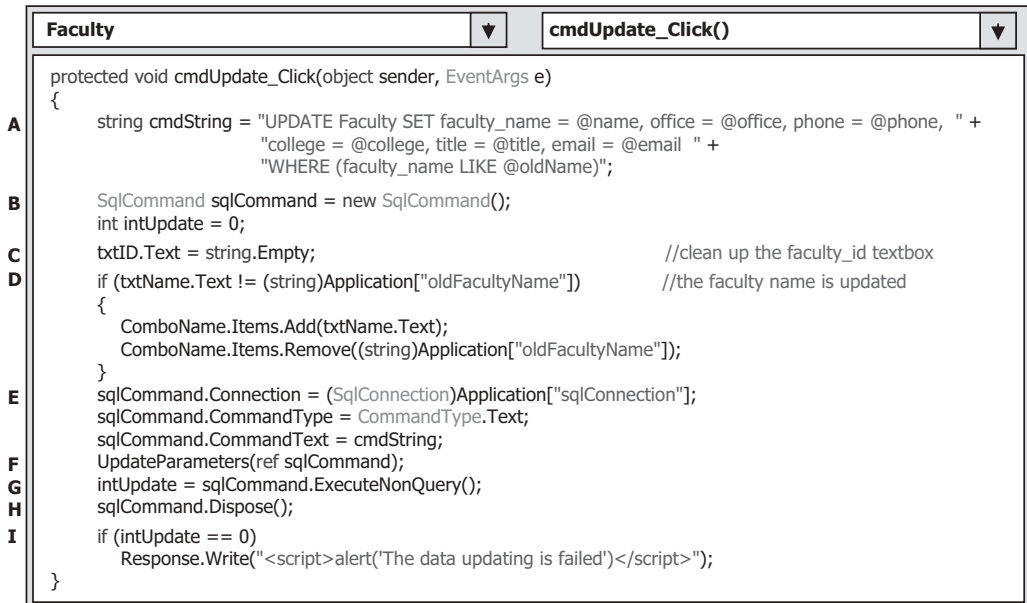 Faculty cmdUpdate_Click()
protected void cmdUpdate_Click(object sender, EventArgs e)
{
A string cmdString = "UPDATE Faculty SET faculty_name = @name, office = @office, phone = @phone, " +
"college = @college, title = @title, email = @email " +
"WHERE (faculty_name LIKE @oldName)";
B SqlCommand sqlCommand = new SqlCommand();
int intUpdate = 0;
C txtID.Text = string.Empty; //clean up the faculty_id textbox
D if (txtName.Text != (string)Application["oldFacultyName"]) //the faculty name is updated
{
ComboName.Items.Add(txtName.Text);
ComboName.Items.Remove((string)Application["oldFacultyName"]);
}
E sqlCommand.Connection = (SqlConnection)Application["sqlConnection"];
sqlCommand.CommandType = CommandType.Text;
sqlCommand.CommandText = cmdString;
F UpdateParameters(ref sqlCommand);
G intUpdate = sqlCommand.ExecuteNonQuery();
H sqlCommand.Dispose();
I if (intUpdate == 0)
Response.Write("<script>alert('The data updating is failed')</script>");
}